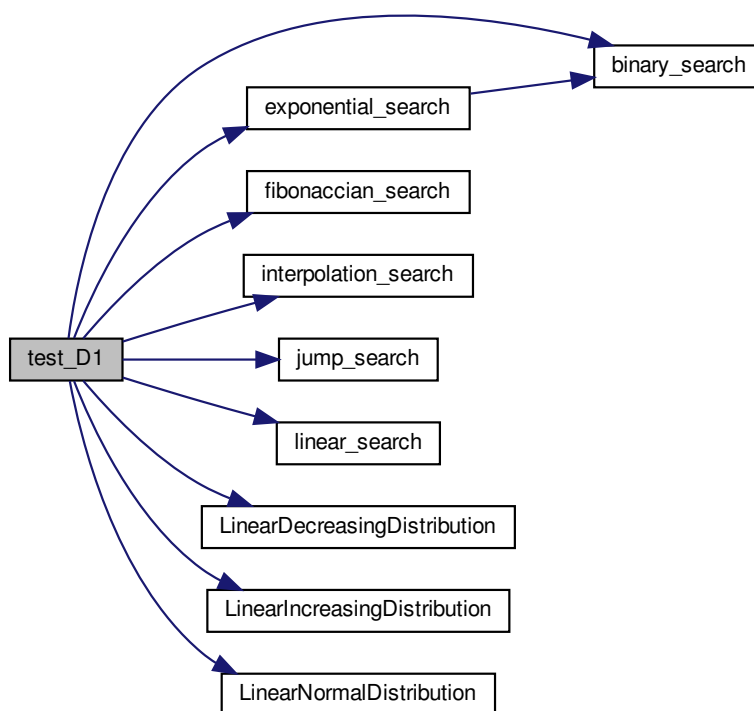 binary_search
exponential_search
fibonaccian_search
interpolation_search
test_D1
jump_search
linear_search
LinearDecreasingDistribution
LinearIncreasingDistribution
LinearNormalDistribution